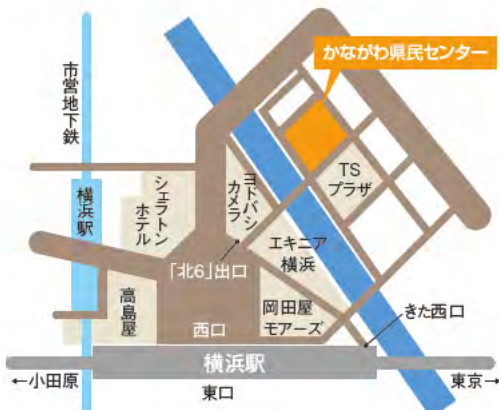 かながわ県民センター
市営地下鉄
TS
プラザ
ヨドバシ
カメラ
シェラトン
ホテル
横浜駅
エキニア
横浜
「北6」出口
高島屋
岡田屋
モアーズ
きた西口
西口
横浜駅
←小田原
東口
東京→